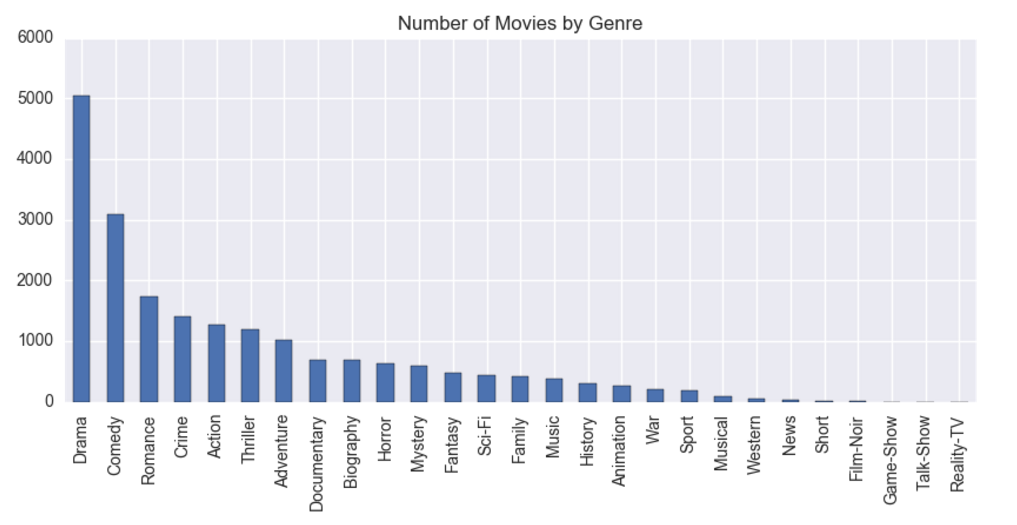 Number of Movies by Genre
6000
5000
4000
3000
2000
1000
0
Drama
Comedy
Romance
Crime
Action
Thriller
Adventure
Documentary
Biography
Horror
Mystery
Fantasy
Sci-Fi
Family
Music
History
Animation
War
Sport
Musical
Western
News
Short
Film-Noir
Game-Show
Talk-Show
Reality-TV